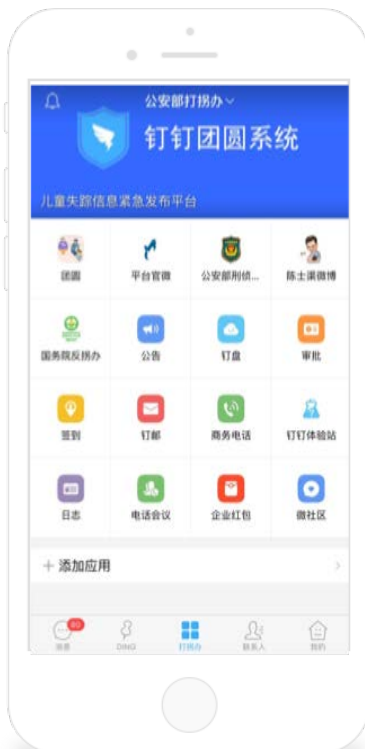 公安部打拐办
钉钉团圆系统
儿童失踪信息紧急发布平台
团圆
平台官微
公安部刑侦...
陈士渠微博
国务院反拐办
公告
钉盘
审批
签到
钉邮
商务电话
钉钉体验站
日志
电话会议
企业红包
微社区
+ 添加应用
消息
DING
打拐办
联系人
我的